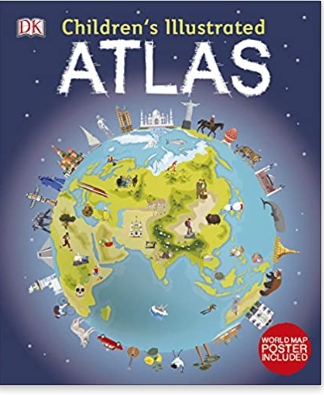 DK
Children's Illustrated
ATLAS
WORLD MAP
POSTER
INCLUDED